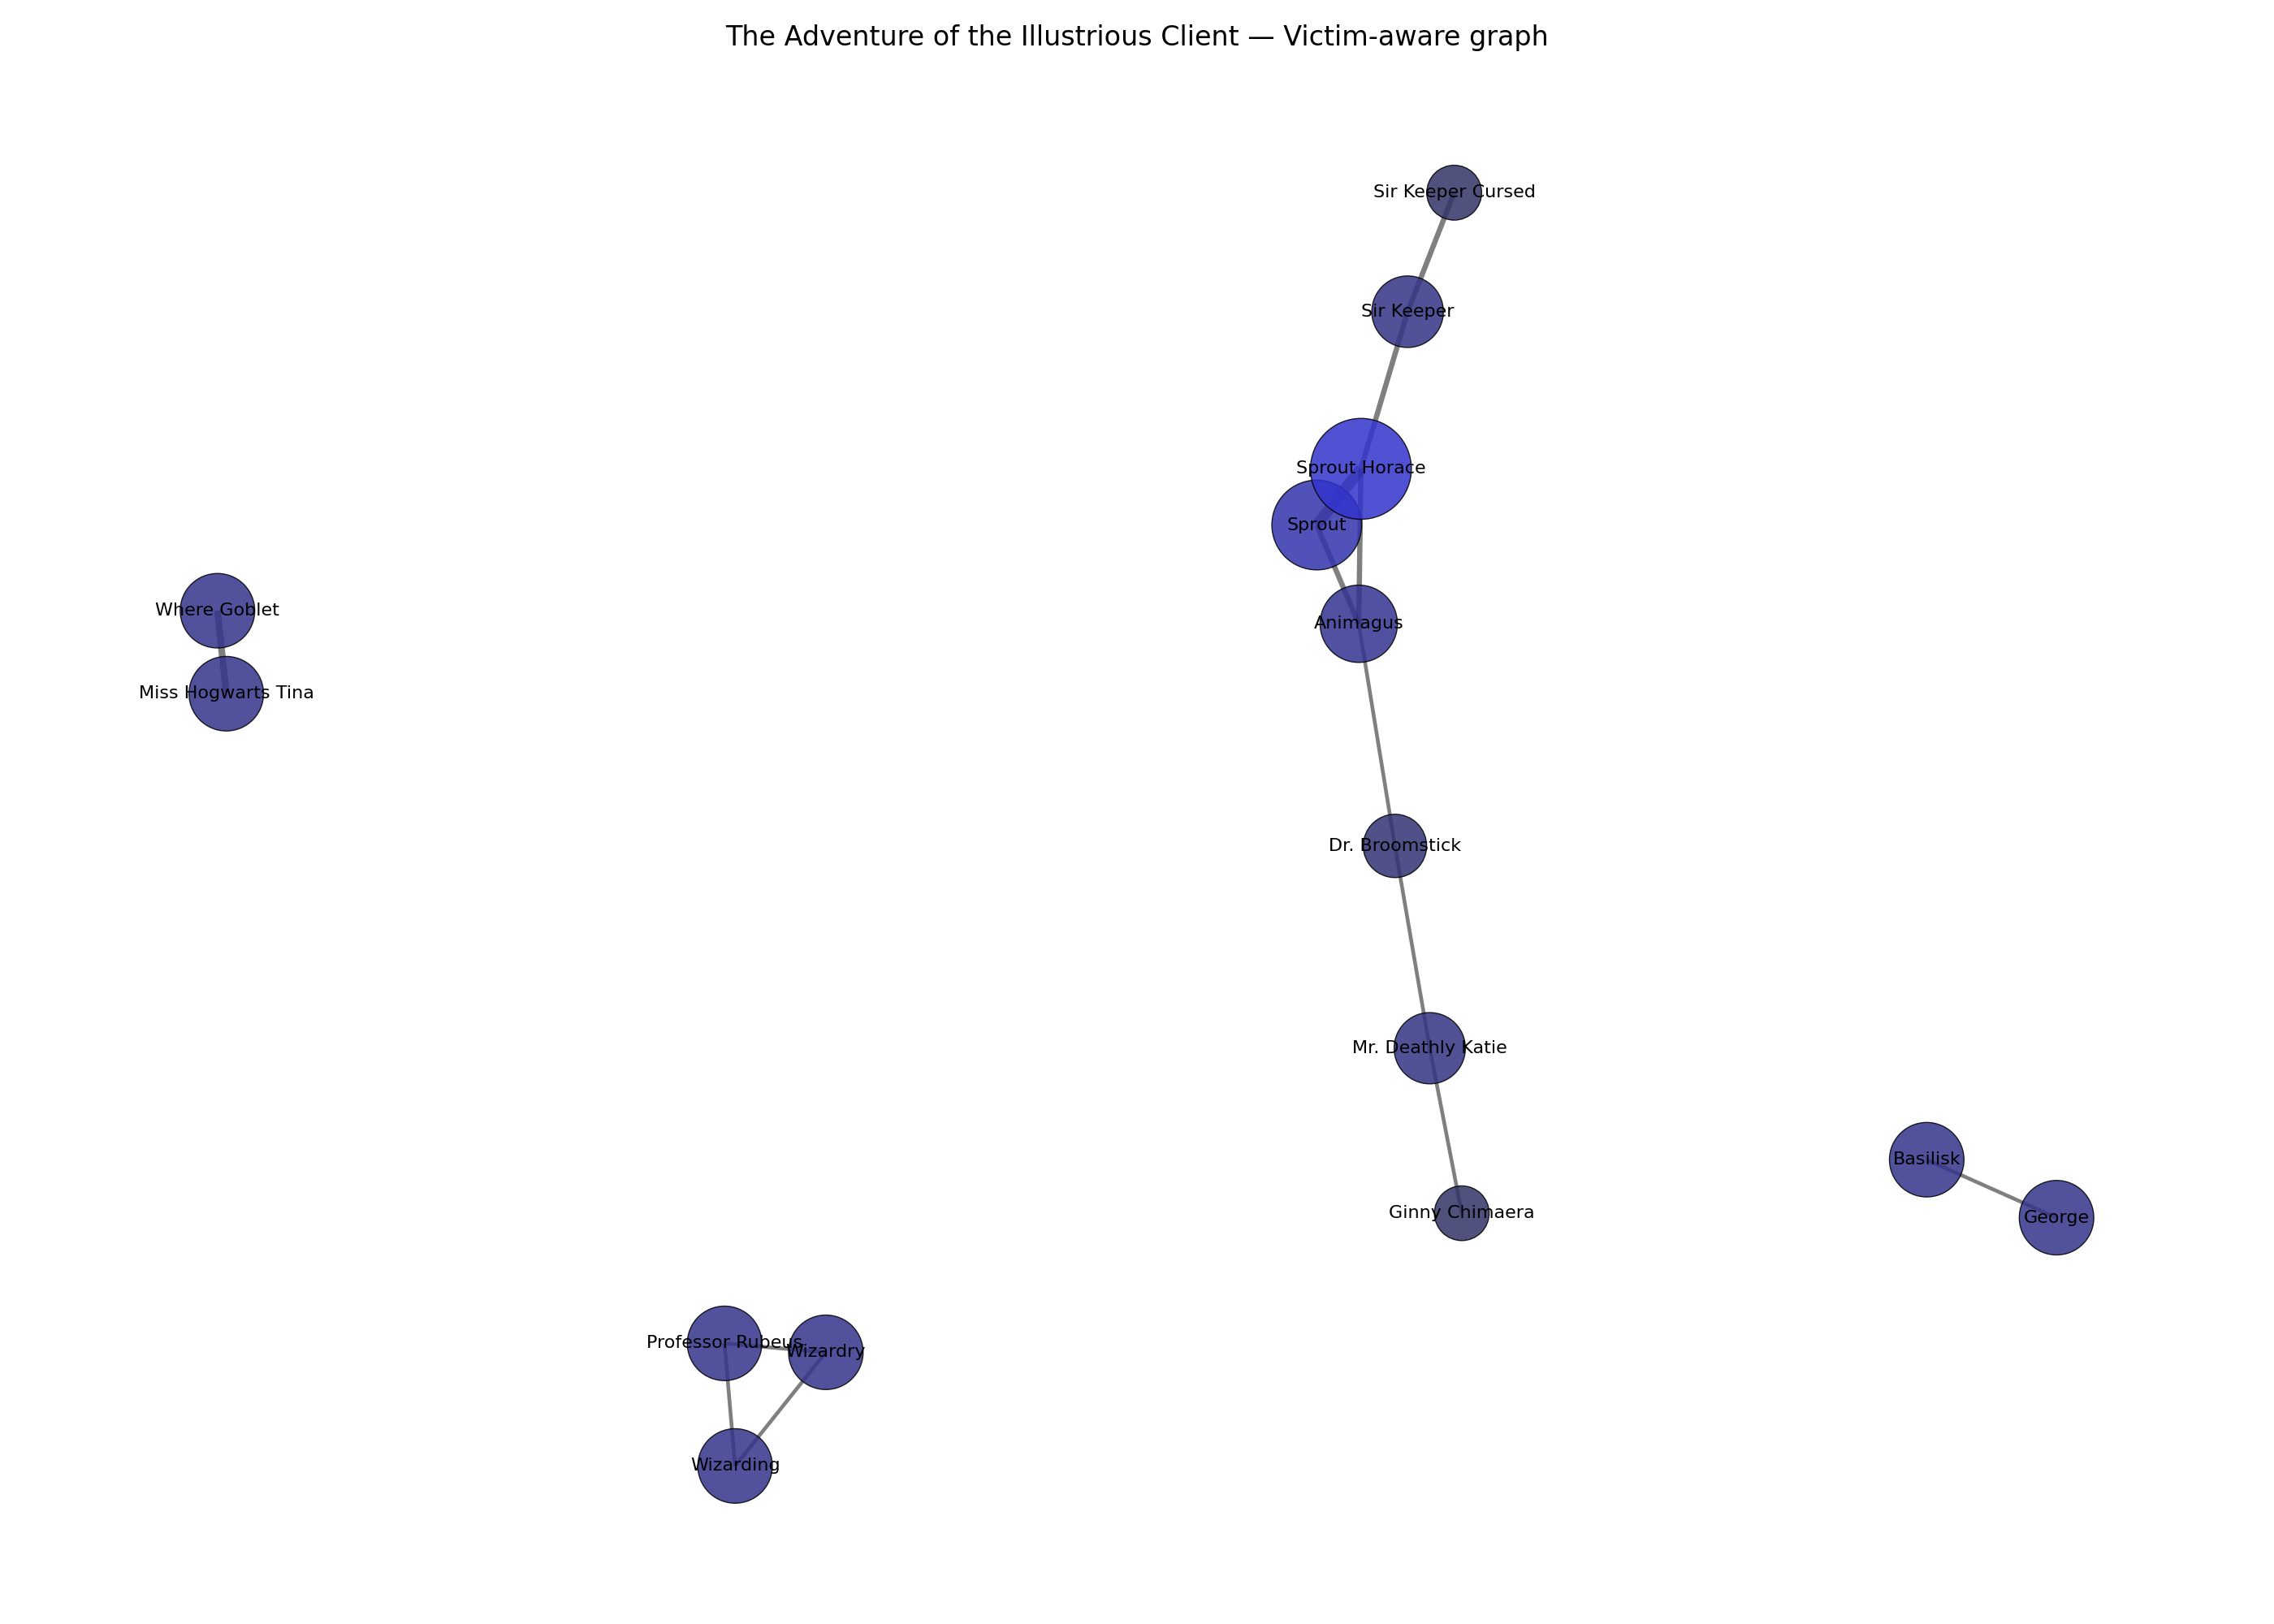 The Adventure of the Illustrious Client — Victim-aware graph
Sir Keeper Cursed
Sir Keeper
Sprout Horace
Sprout
Where Goblet
Animagus
Miss Hogwarts Tina
Dr. Broomstick
Mr. Deathly Katie
Basilisk
Ginny Chimaera
George
Professor Rubeus
Wizardry
Wizarding